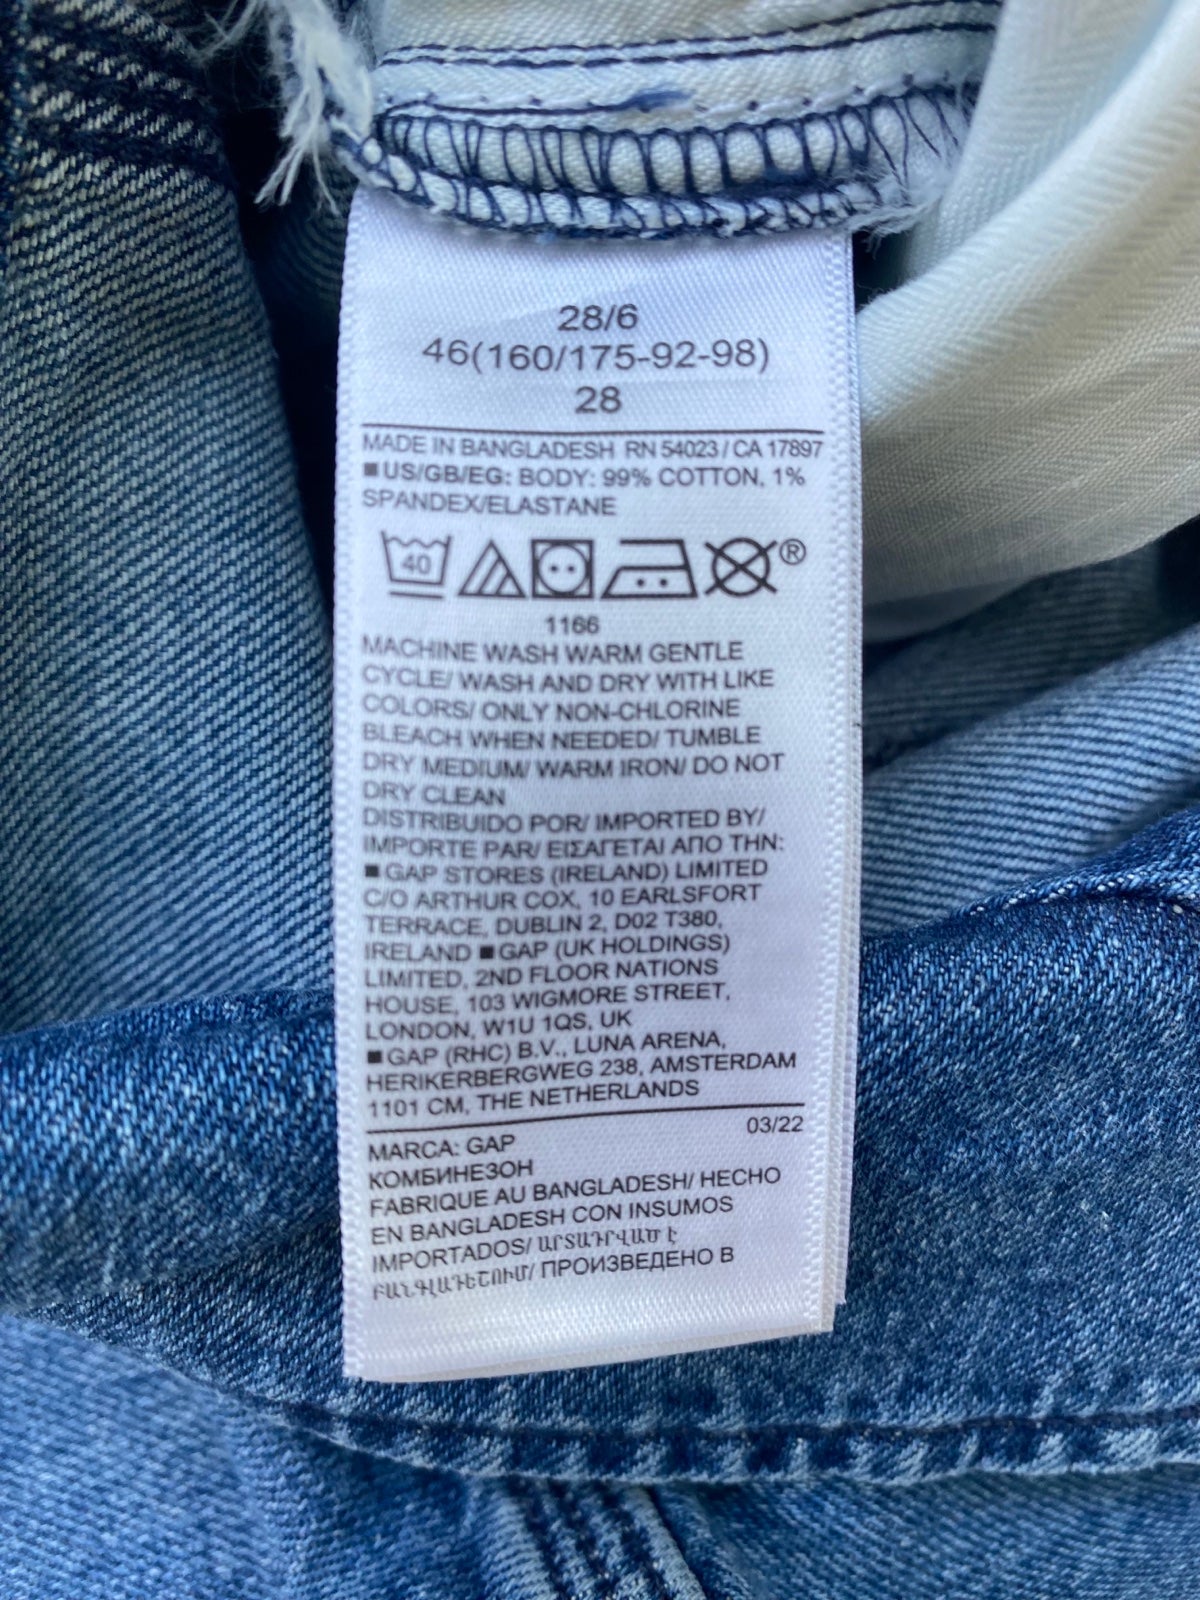 28/6
46(160/175-92-98)
28
MADE IN BANGLADESH RN 54023 / CA 17897
■US/GB/EG: BODY: 99% COTTON, 1%
SPANDEX/ELASTANE
40
®
1166
MACHINE WASH WARM GENTLE
CYCLE/ WASH AND DRY WITH LIKE
COLORS/ ONLY NON-CHLORINE
BLEACH WHEN NEEDED/ TUMBLE
DRY MEDIUM/ WARM IRON/ DO NOT
DRY CLEAN
DISTRIBUIDO POR/ IMPORTED BY/
IMPORTE PAR/ ΕΙΣΑΓΕΤΑΙ ΑΠΟ ΤΗΝ:
■GAP STORES (IRELAND) LIMITED
C/O ARTHUR COX, 10 EARLSFORT
TERRACE, DUBLIN 2, D02 T380,
IRELAND ■GAP (UK HOLDINGS)
LIMITED, 2ND FLOOR NATIONS
HOUSE, 103 WIGMORE STREET,
LONDON, W1U 1QS, UK
■GAP (RHC) B.V., LUNA ARENA,
HERIKERBERGWEG 238, AMSTERDAM
1101 CM, THE NETHERLANDS
03/22
MARCA: GAP
КОМБИНЕЗОН
FABRIQUE AU BANGLADESH/ HECHO
EN BANGLADESH CON INSUMOS
IMPORTADOS/ ԱՐՏԱԴՐՎԱԾ Է
ԲԱՆԳԼԱԴԵՇՈՒՄ/ ПРОИЗВЕДЕНО В